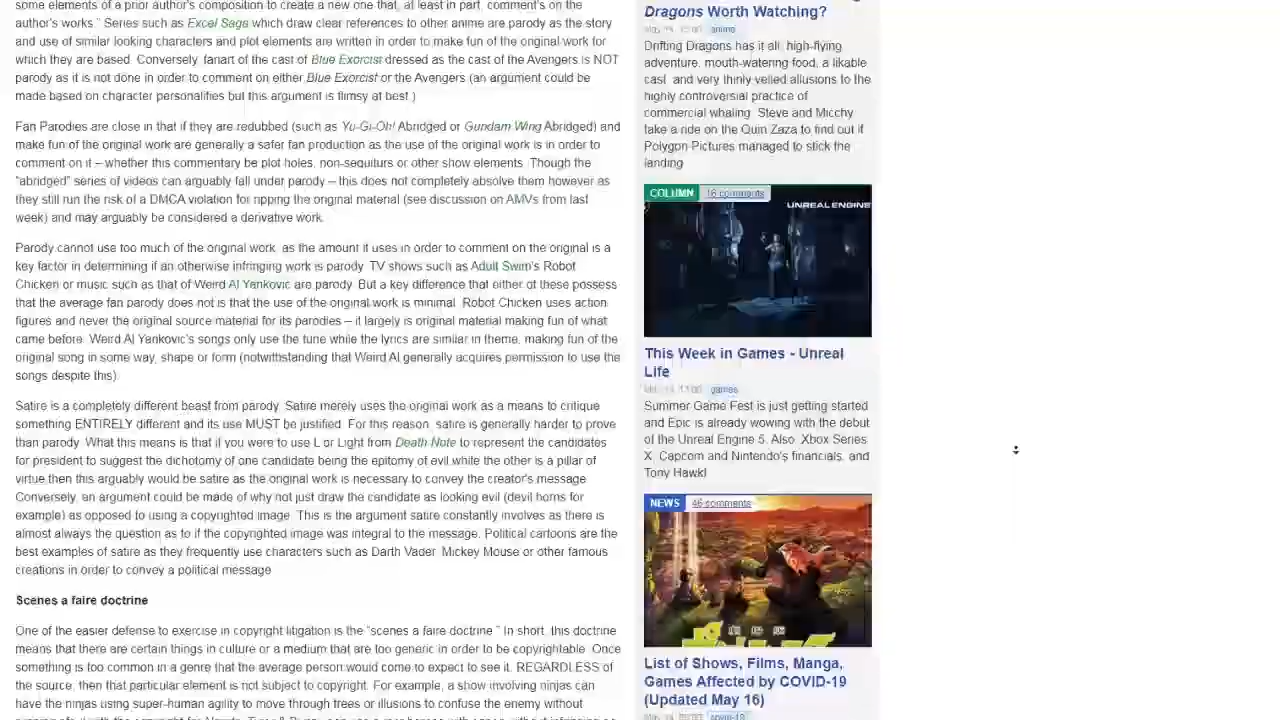 some elements of a prior author's composition to create a new one that, at least in part, comment's on the
author's works." Series such as Excel Saga which draw clear references to other anime are parody as the story
and use of similar looking characters and plot elements are written in order to make fun of the original work for
which they are based. Conversely, fanart of the cast of Blue Exorcist dressed as the cast of the Avengers is NOT
parody as it is not done in order to comment on either Blue Exorcist or the Avengers (an argument could be
made based on character personalities but this argument is flimsy at best.)
Fan Parodies are close in that if they are redubbed (such as Yu-Gi-Oh! Abridged or Gundam Wing Abridged) and
make fun of the original work are generally a safer fan production as the use of the original work is in order to
comment on it – whether this commentary be plot holes, non-sequiturs or other show elements. Though the
"abridged" series of videos can arguably fall under parody – this does not completely absolve them however as
they still run the risk of a DMCA violation for ripping the original material (see discussion on AMVs from last
week) and may arguably be considered a derivative work.
Parody cannot use too much of the original work, as the amount it uses in order to comment on the original is a
key factor in determining if an otherwise infringing work is parody. TV shows such as Adult Swim's Robot
Chicken or music such as that of Weird Al Yankovic are parody. But a key difference that either of these possess
that the average fan parody does not is that the use of the original work is minimal. Robot Chicken uses action
figures and never the original source material for its parodies – it largely is original material making fun of what
came before. Weird Al Yankovic's songs only use the tune while the lyrics are similar in theme, making fun of the
original song in some way, shape or form (notwithstanding that Weird Al generally acquires permission to use the
songs despite this).
Satire is a completely different beast from parody. Satire merely uses the original work as a means to critique
something ENTIRELY different and its use MUST be justified. For this reason, satire is generally harder to prove
than parody. What this means is that if you were to use L or Light from Death Note to represent the candidates
for president to suggest the dichotomy of one candidate being the epitomy of evil while the other is a pillar of
virtue then this arguably would be satire as the original work is necessary to convey the creator's message.
Conversely, an argument could be made of why not just draw the candidate as looking evil (devil horns for
example) as opposed to using a copyrighted image. This is the argument satire constantly involves as there is
almost always the question as to if the copyrighted image was integral to the message. Political cartoons are the
best examples of satire as they frequently use characters such as Darth Vader, Mickey Mouse or other famous
creations in order to convey a political message.
Scenes a faire doctrine
One of the easier defense to exercise in copyright litigation is the "scenes a faire doctrine." In short, this doctrine
means that there are certain things in culture or a medium that are too generic in order to be copyrightable. Once
something is too common in a genre that the average person would come to expect to see it, REGARDLESS of
the source, then that particular element is not subject to copyright. For example, a show involving ninjas can
have the ninjas using super-human agility to move through trees or illusions to confuse the enemy without
Dragons Worth Watching?
anime
Drifting Dragons has it all: high-flying
adventure, mouth-watering food, a likable
cast, and very thinly veiled allusions to the
highly controversial practice of
commercial whaling. Steve and Micchy
take a ride on the Quin Zaza to find out if
Polygon Pictures managed to stick the
landing
COLUMN 16 comments
UNREAL ENGINE
This Week in Games - Unreal
Life
games
Summer Game Fest is just getting started
and Epic is already wowing with the debut
of the Unreal Engine 5. Also, Xbox Series
X, Capcom and Nintendo's financials, and
Tony Hawk!
NEWS 46 comments
List of Shows, Films, Manga,
Games Affected by COVID-19
(Updated May 16)
covid-19